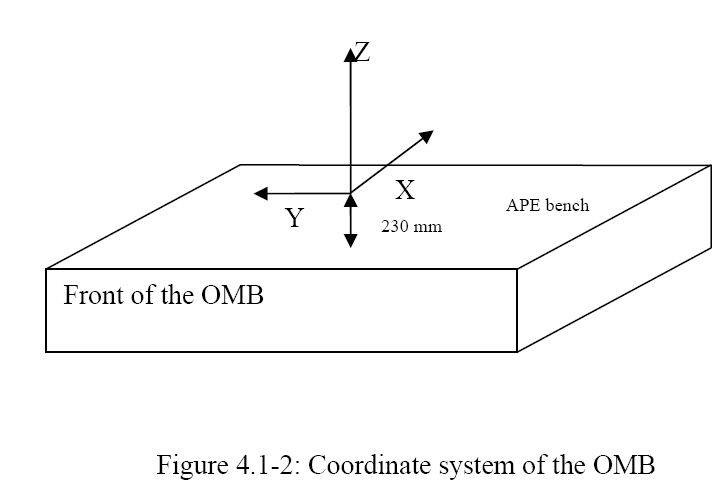 Z
X
APE bench
Y
230 mm
Front of the OMB
Figure 4.1-2: Coordinate system of the OMB